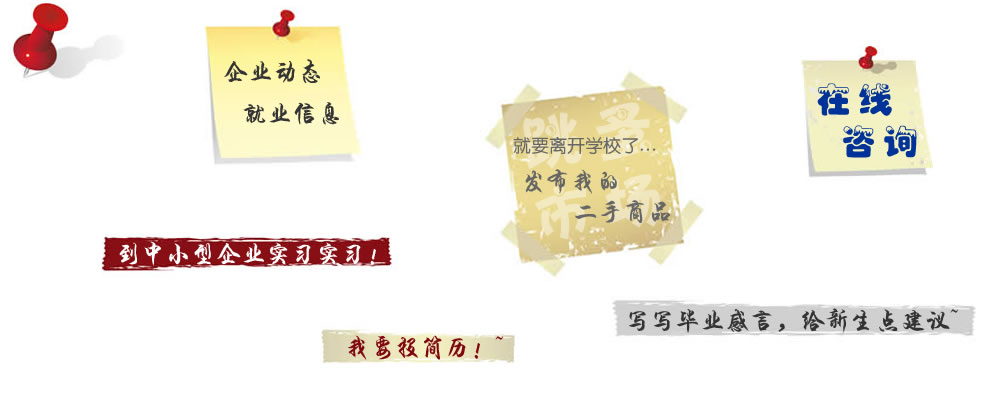 企业动态
就业信息
在线
咨询
跳蚤
市场
就要离开学校了...
发布我的
二手商品
到中小型企业实习实习！
写写毕业感言，给新生点建议~
我要投简历！~